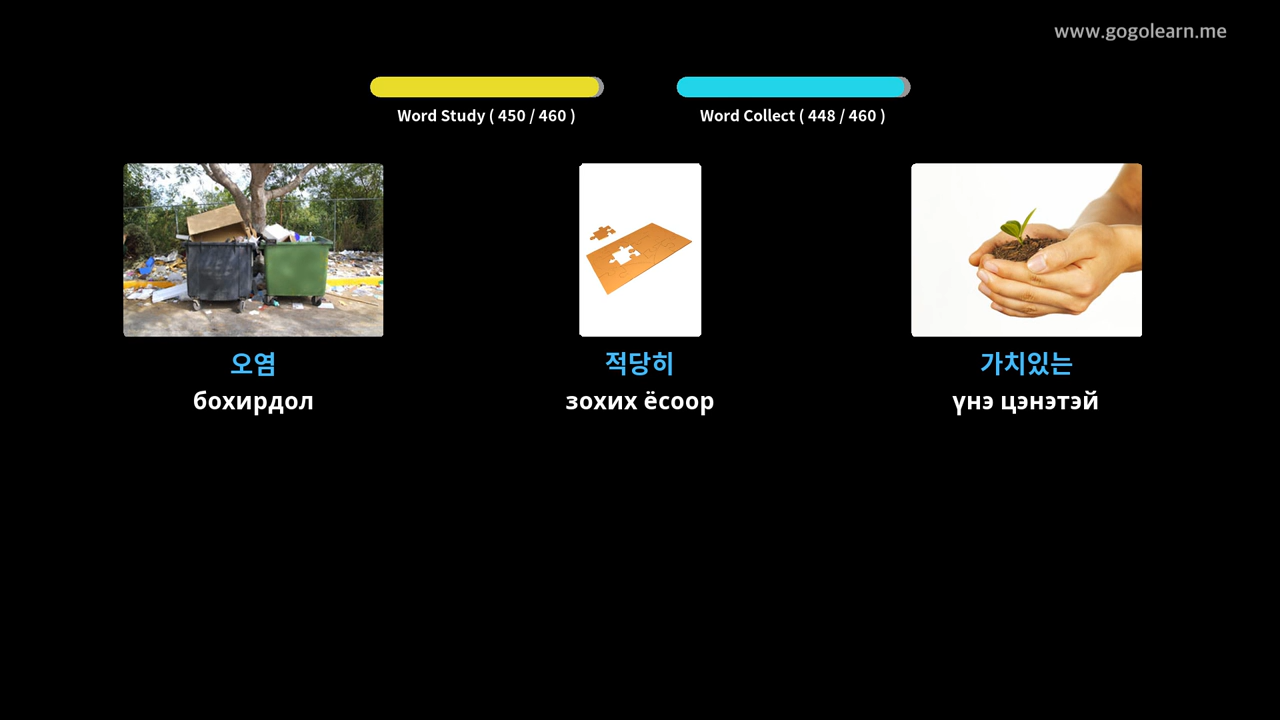 www.gogolearn.me
Word Study ( 450 / 460 )
Word Collect ( 448 / 460 )
오염
적당히
가치있는
бохирдол
зохих ёсоор
үнэ цэнэтэй